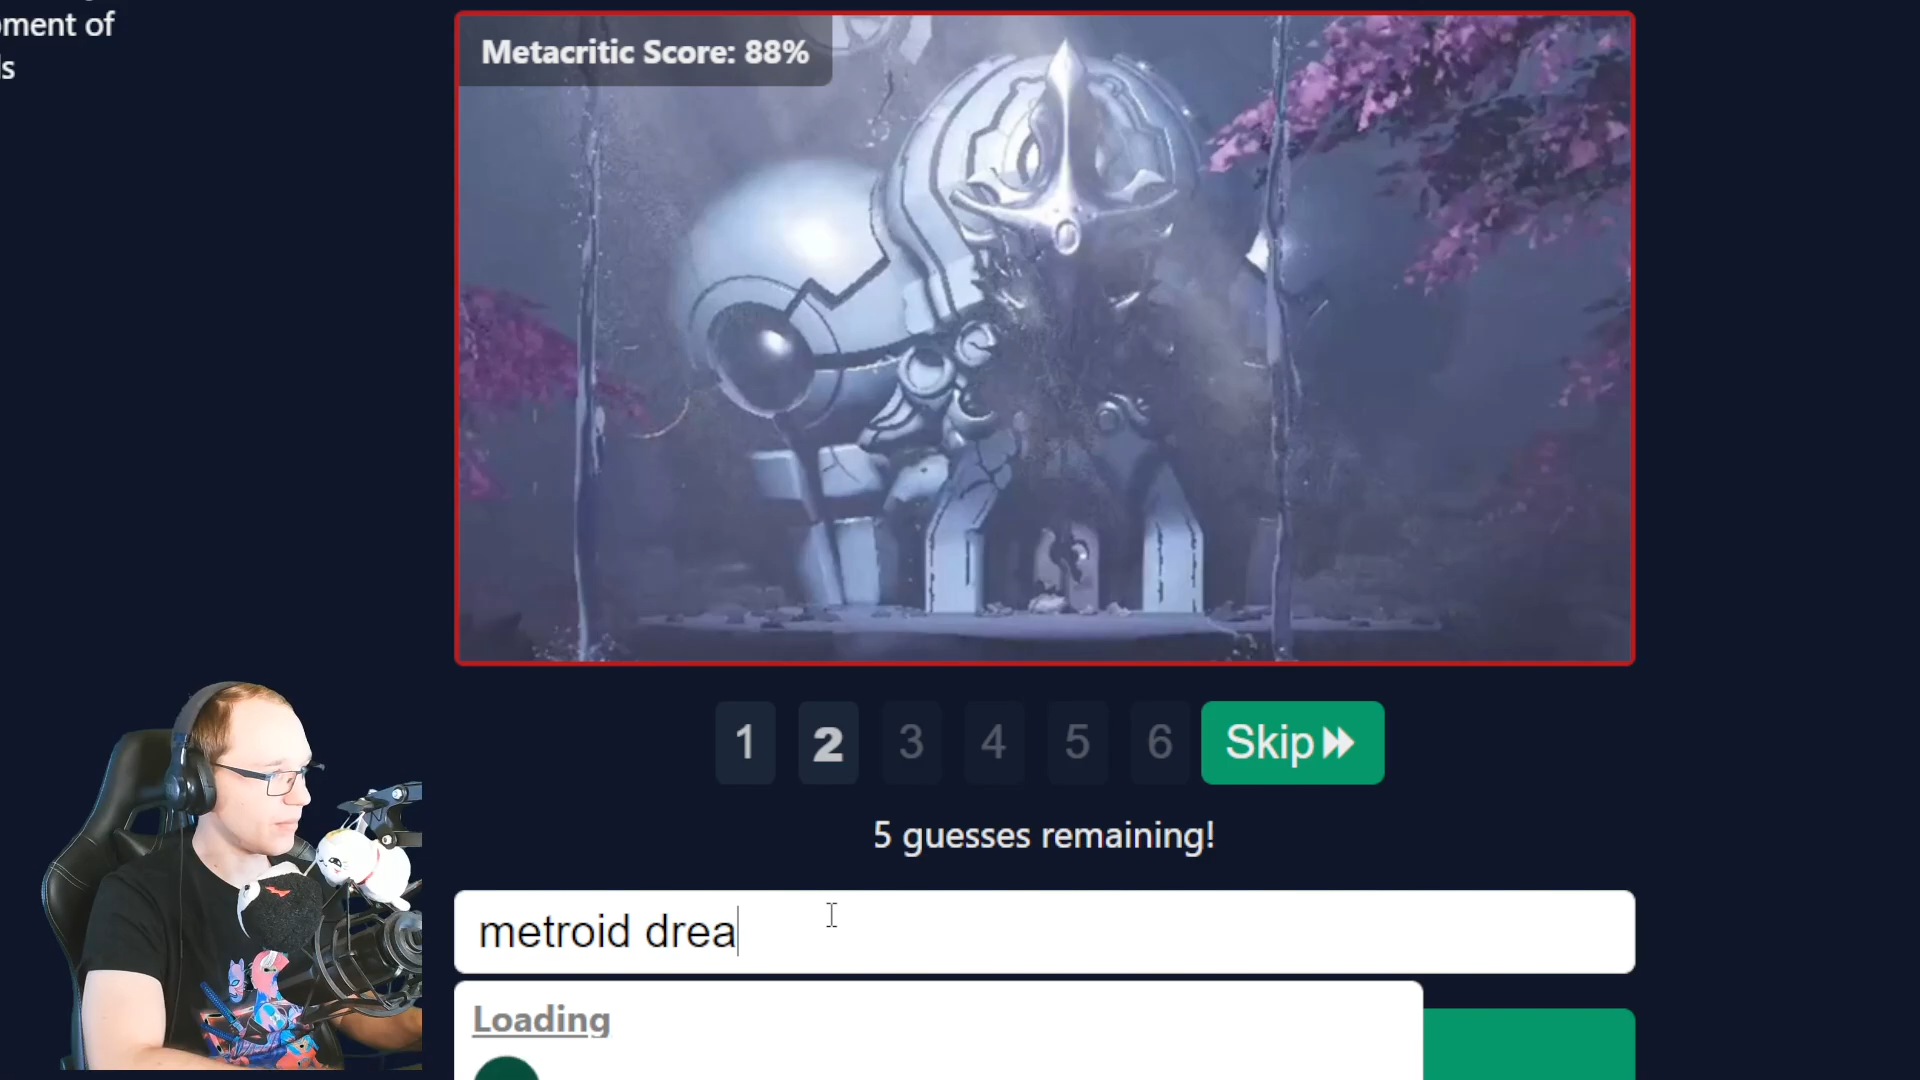 ment of
s
Metacritic Score: 88%
1 2 3 4 5 6 Skip
5 guesses remaining!
metroid drea
Loading